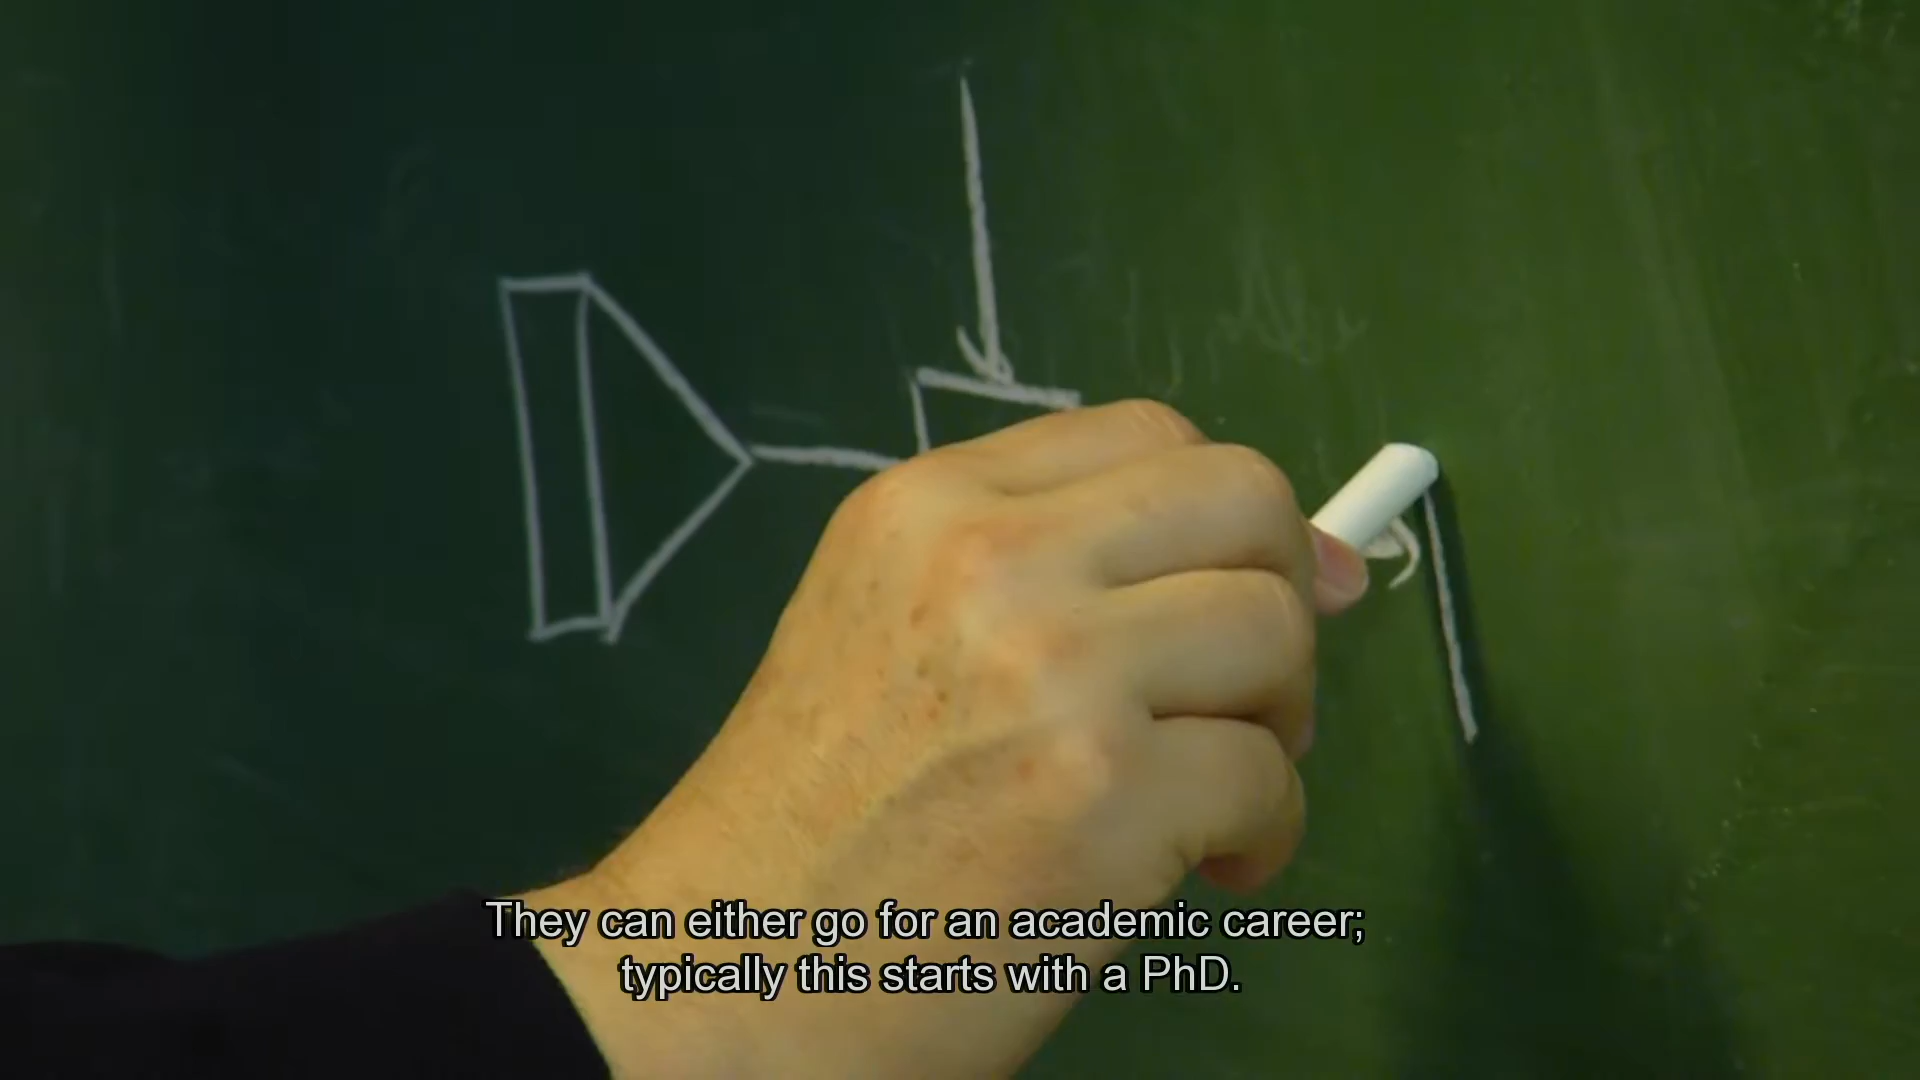 They can either go for an academic career;
typically this starts with a PhD.